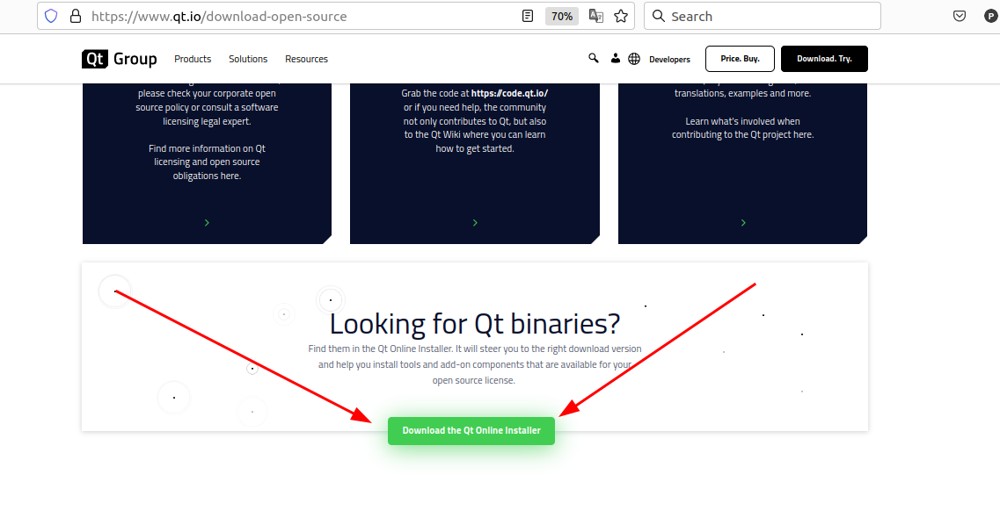 https://www.qt.io/download-open-source
70%
Search
P
Qt Group
Products
Solutions
Resources
Developers
Price. Buy.
Download. Try.
please check your corporate open
source policy or consult a software
licensing legal expert.
Find more information on Qt
licensing and open source
obligations here.
Grab the code at https://code.qt.io/
or if you need help, the community
not only contributes to Qt, but also
to the Qt Wiki where you can learn
how to get started.
translations, examples and more.
Learn what's involved when
contributing to the Qt project here.
Looking for Qt binaries?
Find them in the Qt Online Installer. It will steer you to the right download version
and help you install tools and add-on components that are available for your
open source license.
Download the Qt Online Installer